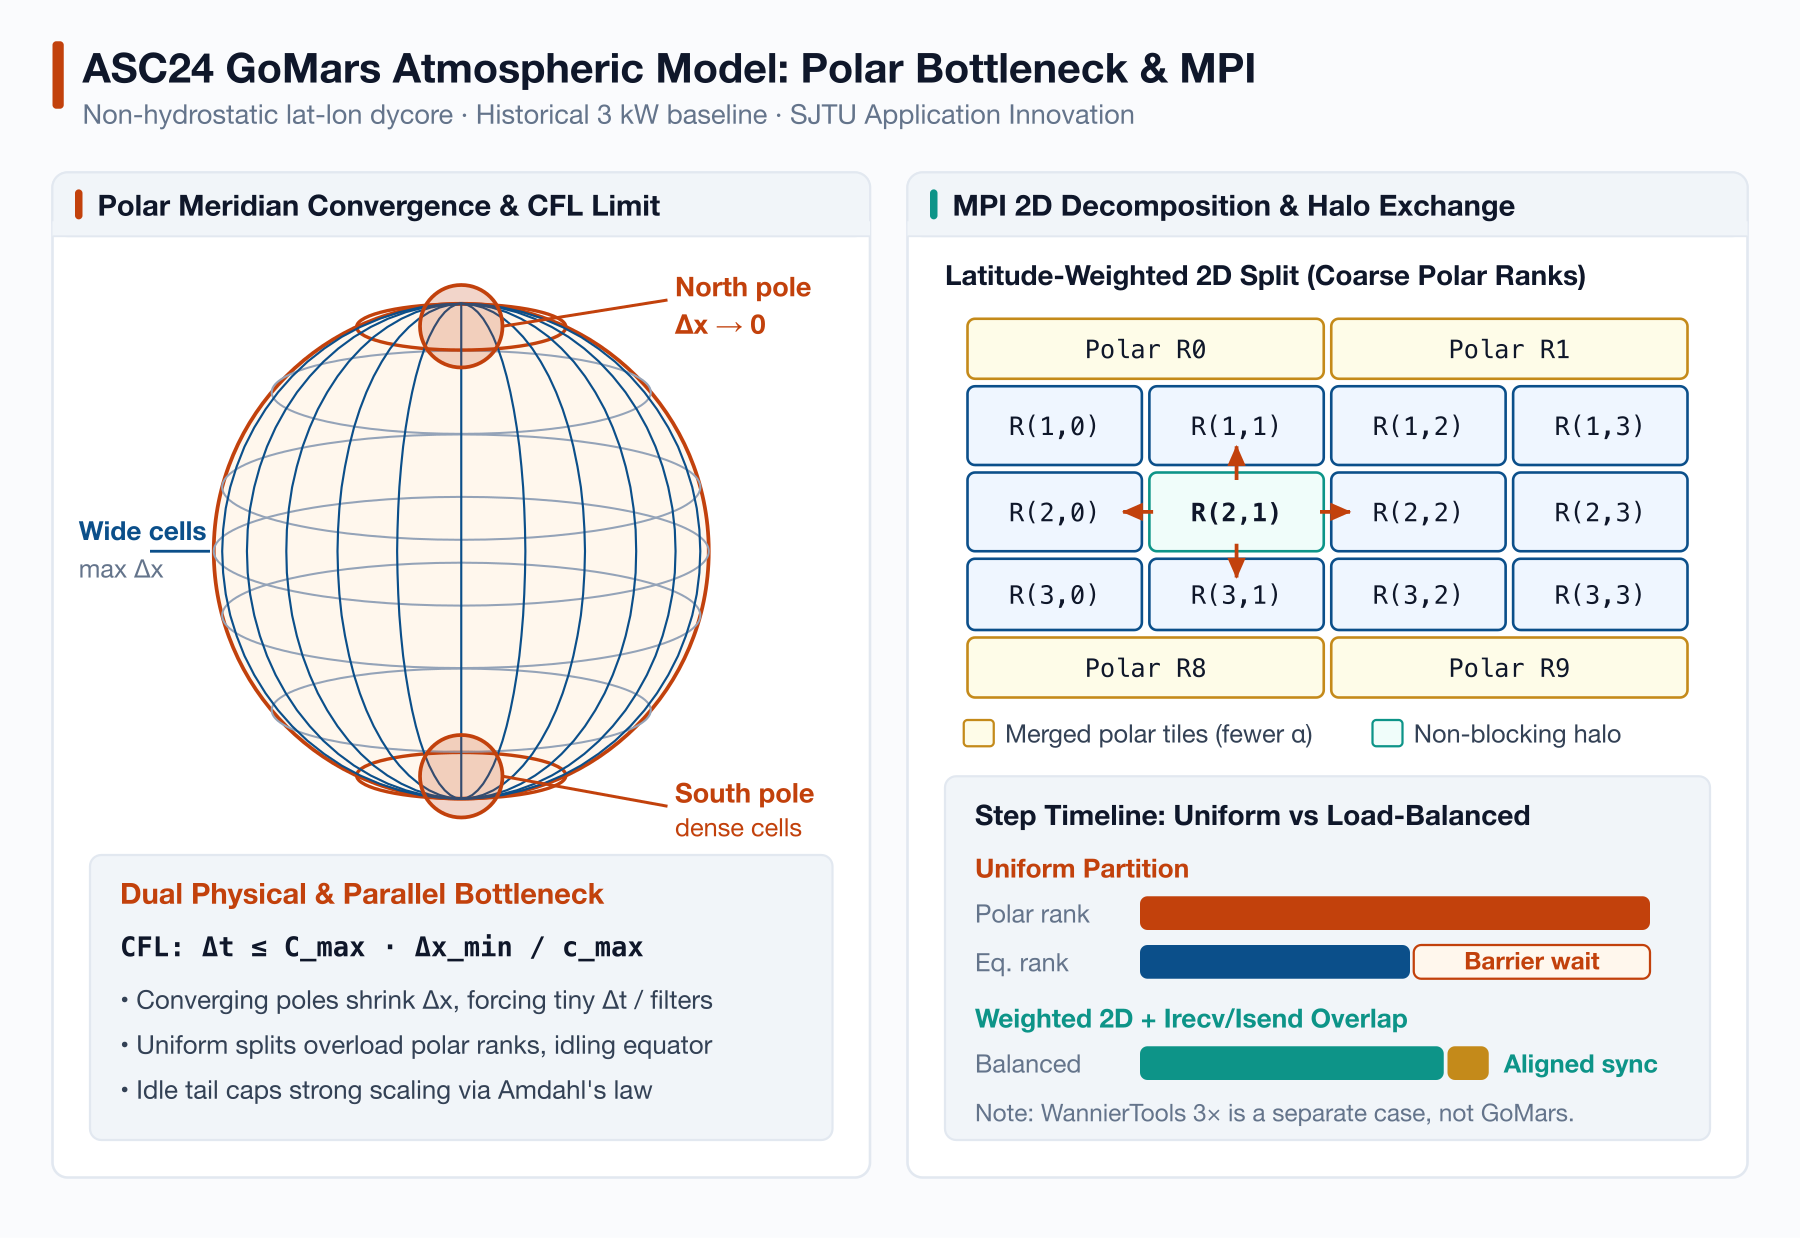 ASC24 GoMars Atmospheric Model: Polar Bottleneck & MPI
Non-hydrostatic lat-lon dycore · Historical 3 kW baseline · SJTU Application Innovation
Polar Meridian Convergence & CFL Limit
North pole
Δx → 0
Wide cells
max Δx
South pole
dense cells
Dual Physical & Parallel Bottleneck
CFL: Δt ≤ C_max · Δx_min / c_max
• Converging poles shrink Δx, forcing tiny Δt / filters
• Uniform splits overload polar ranks, idling equator
• Idle tail caps strong scaling via Amdahl's law
MPI 2D Decomposition & Halo Exchange
Latitude-Weighted 2D Split (Coarse Polar Ranks)
Polar R0 Polar R1
R(1,0) R(1,1) R(1,2) R(1,3)
R(2,0) R(2,1) R(2,2) R(2,3)
R(3,0) R(3,1) R(3,2) R(3,3)
Polar R8 Polar R9
Merged polar tiles (fewer α) Non-blocking halo
Step Timeline: Uniform vs Load-Balanced
Uniform Partition
Polar rank
Eq. rank Barrier wait
Weighted 2D + Irecv/Isend Overlap
Balanced Aligned sync
Note: WannierTools 3× is a separate case, not GoMars.